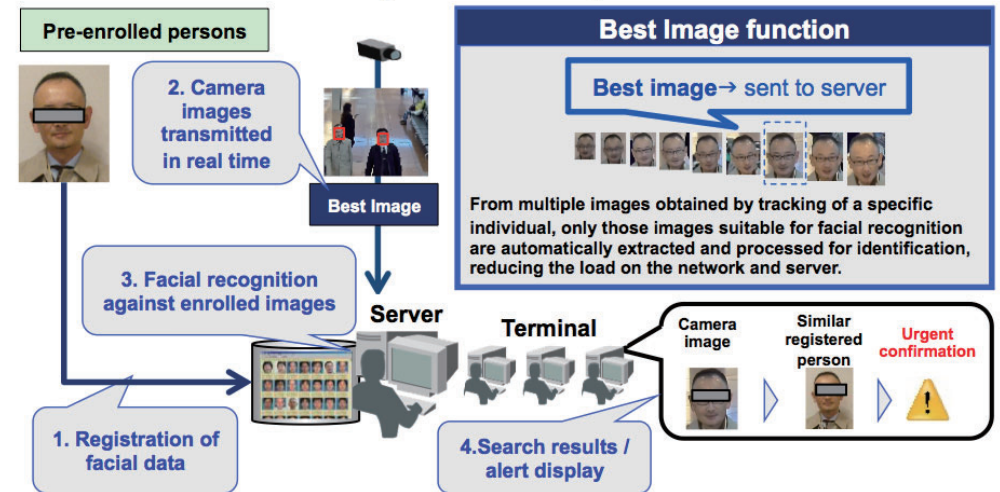 Pre-enrolled persons
2. Camera
images
transmitted
in real time
Best Image
3. Facial recognition
against enrolled images
Server
Terminal
1. Registration of
facial data
4.Search results /
alert display
Best Image function
Best image→ sent to server
From multiple images obtained by tracking of a specific
individual, only those images suitable for facial recognition
are automatically extracted and processed for identification,
reducing the load on the network and server.
Camera
image
Similar
registered
person
Urgent
confirmation